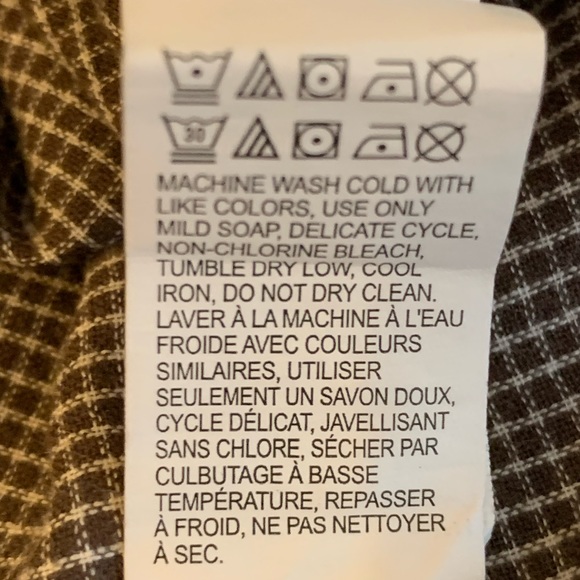 30
MACHINE WASH COLD WITH
LIKE COLORS, USE ONLY
MILD SOAP, DELICATE CYCLE,
NON-CHLORINE BLEACH,
TUMBLE DRY LOW, COOL
IRON, DO NOT DRY CLEAN.
LAVER À LA MACHINE À L'EAU
FROIDE AVEC COULEURS
SIMILAIRES, UTILISER
SEULEMENT UN SAVON DOUX,
CYCLE DÉLICAT, JAVELLISANT
SANS CHLORE, SÉCHER PAR
CULBUTAGE À BASSE
TEMPÉRATURE, REPASSER
À FROID, NE PAS NETTOYER
À SEC.